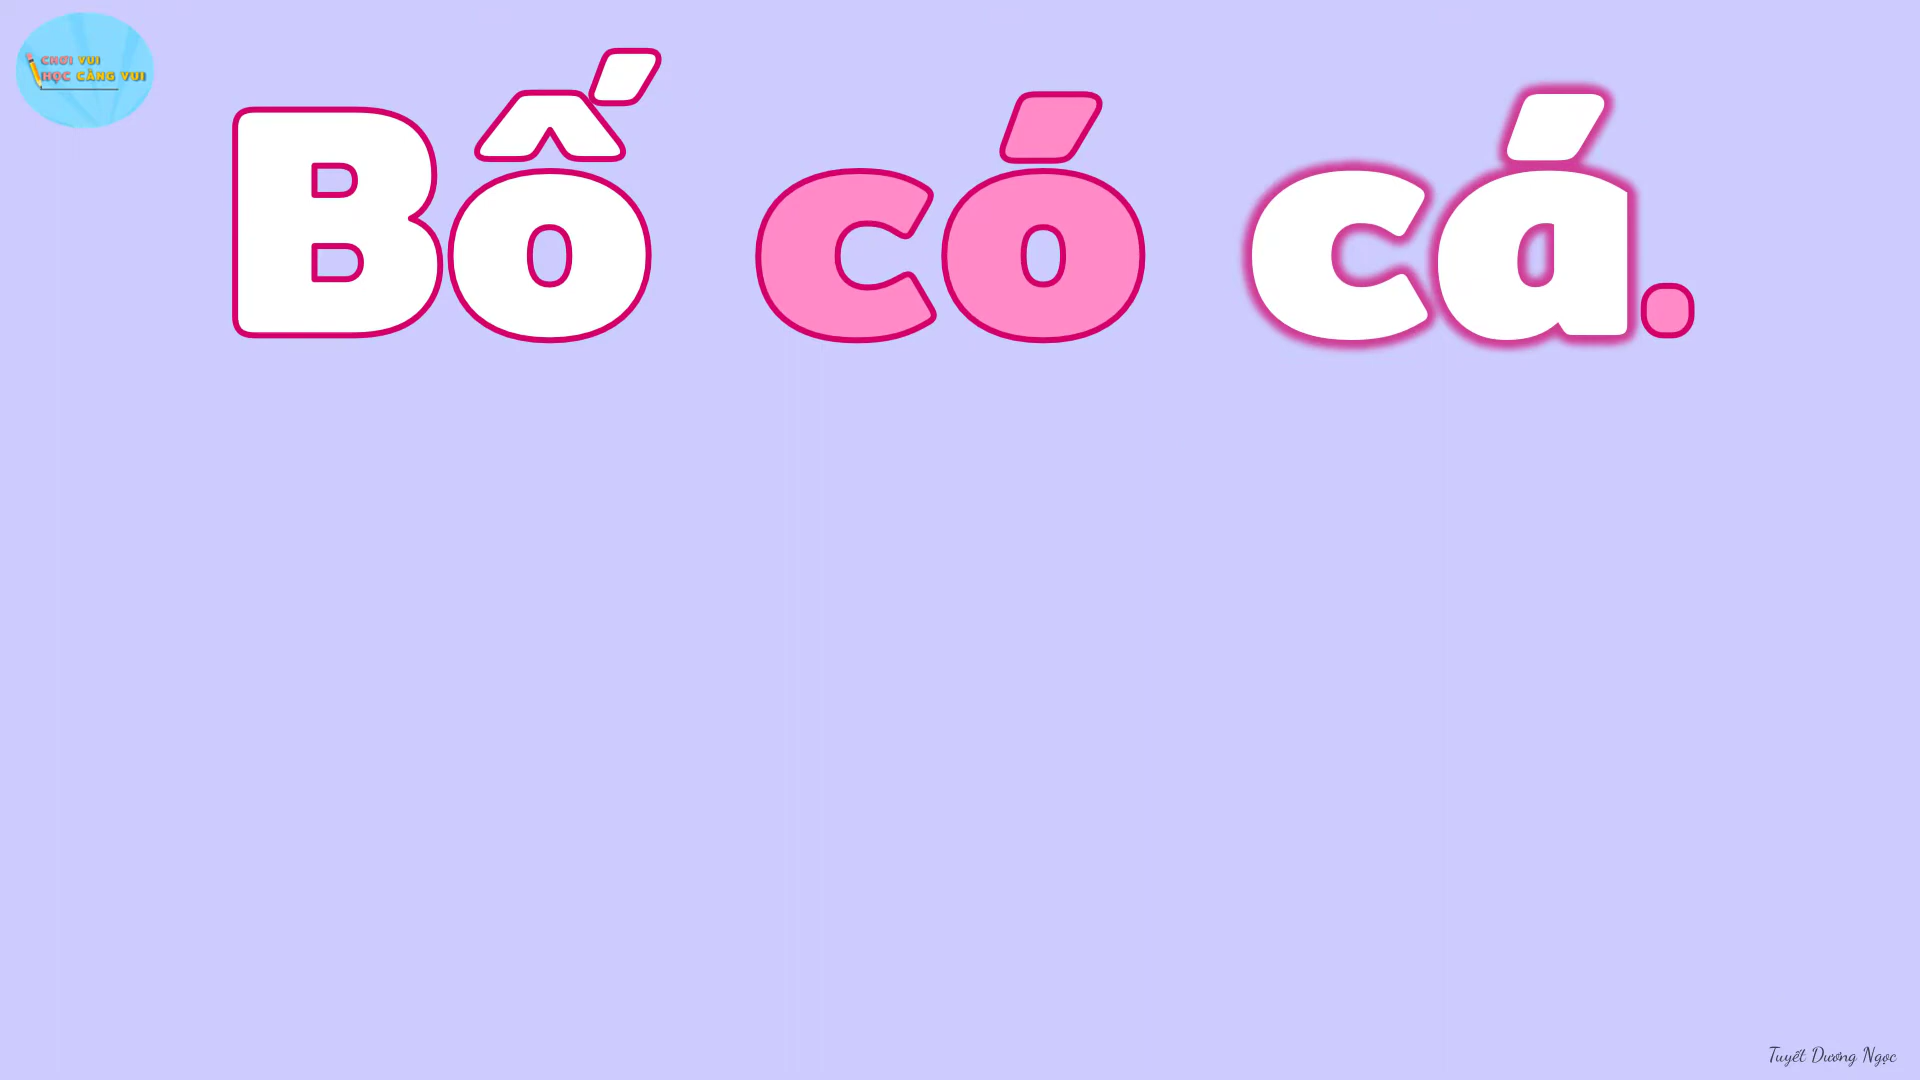 CHƠI VUI
HỌC CÀNG VUI
Bố có cá.
Tuyết Dương Ngọc